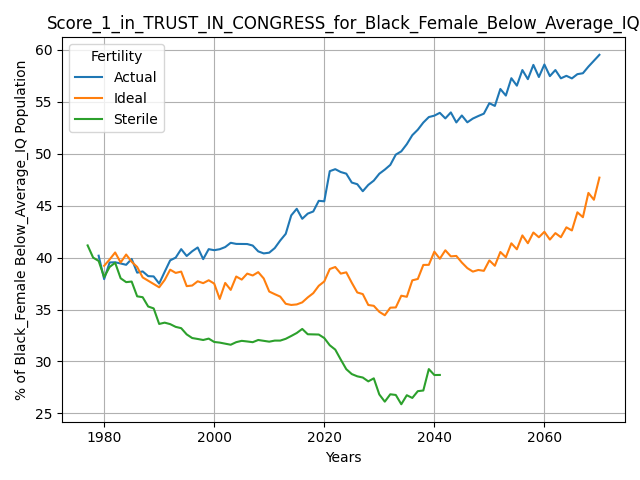 Score_1_in_TRUST_IN_CONGRESS_for_Black_Female_Below_Average_IQ
% of Black_Female Below_Average_IQ Population
60
55
50
45
40
35
30
25
Fertility
Actual
Ideal
Sterile
1980 2000 2020 2040 2060
Years